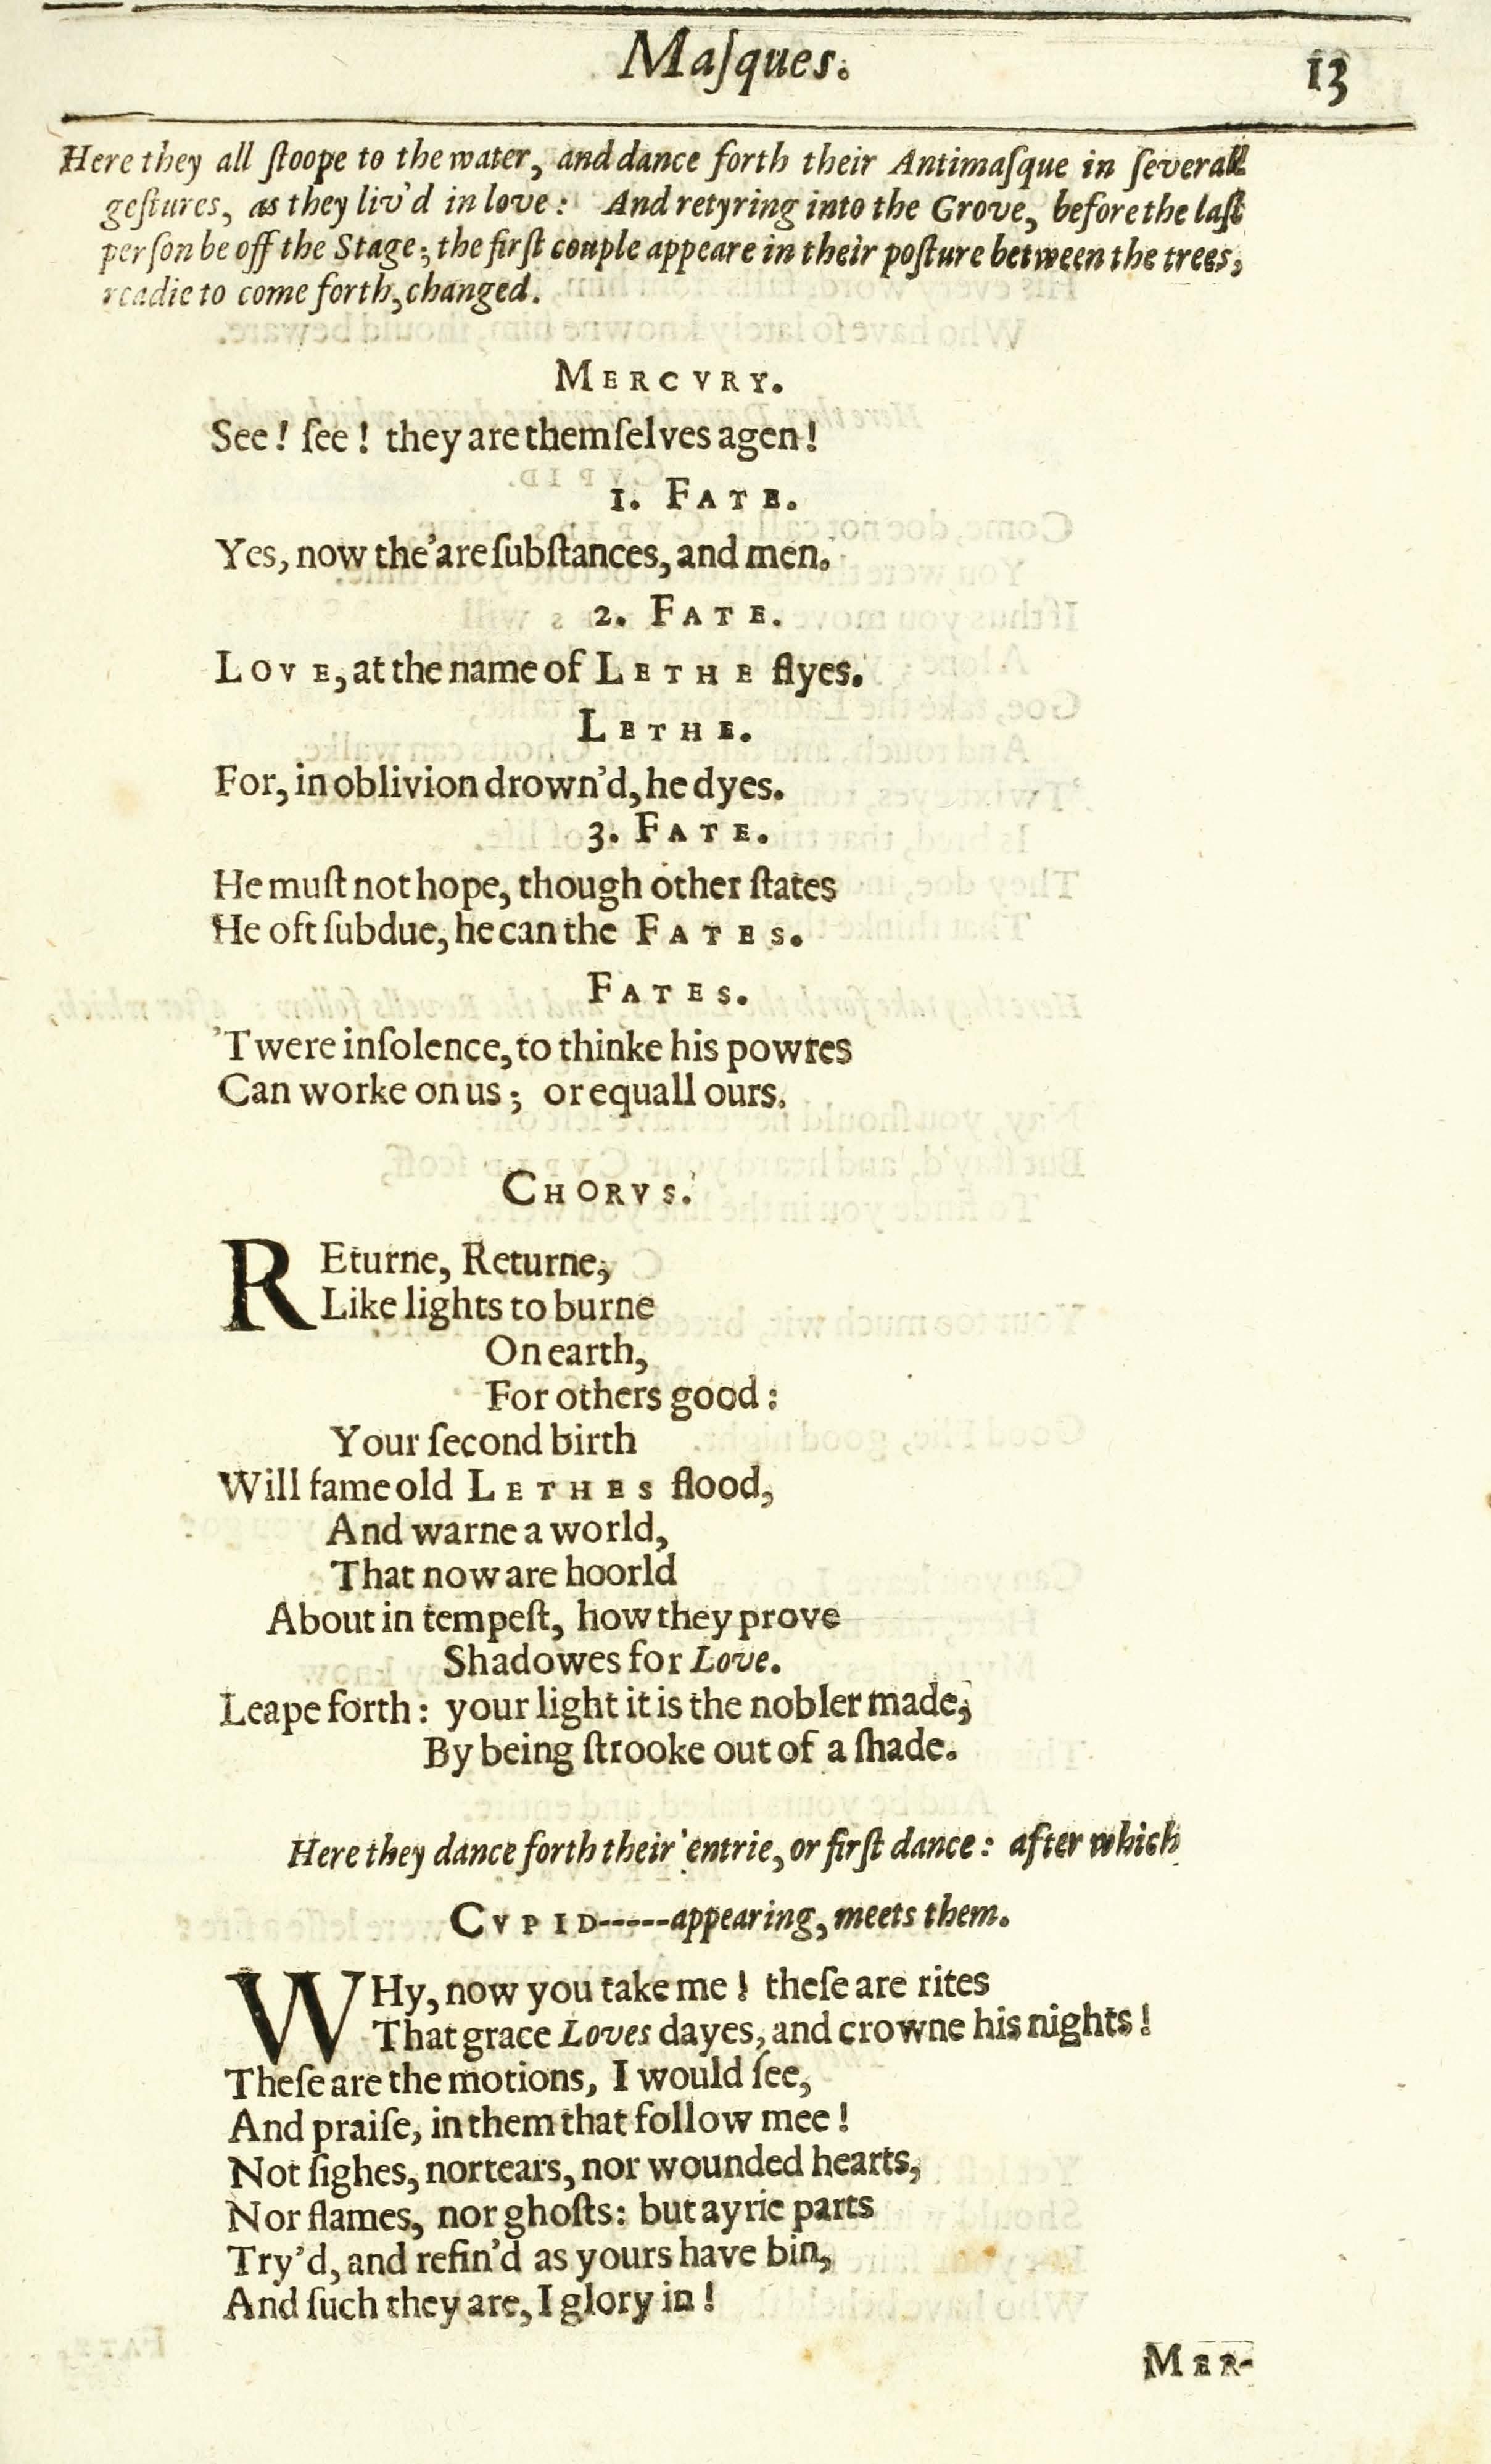 Maſques. 13
Here they all ſtoope to the water, and dance forth their Antimaſque in ſeverall
geſtures, as they liv'd in love: And retyring into the Grove, before the laſt
perſon be off the Stage; the firſt couple appeare in their poſture between the trees,
readie to come forth, changed.
MERCVRY.
See! ſee! they are themſelves agen!
1. FATE.
Yes, now the'are ſubſtances, and men.
2. FATE.
LOVE, at the name of LETHE flyes.
LETHE.
For, in oblivion drown'd, he dyes.
3. FATE.
He muſt not hope, though other ſtates
He oft ſubdue, he can the FATES.
FATES.
'Twere inſolence, to thinke his powres
Can worke on us; or equall ours.
CHORVS.
REturne, Returne,
Like lights to burne
On earth,
For others good:
Your ſecond birth
Will fame old LETHES flood,
And warne a world,
That now are hoorld
About in tempeſt, how they prove
Shadowes for Love.
Leape forth: your light it is the nobler made,
By being ſtrooke out of a ſhade.
Here they dance forth their entrie, or firſt dance: after which
CVPID-----appearing, meets them.
WHy, now you take me! theſe are rites
That grace Loves dayes, and crowne his nights!
Theſe are the motions, I would ſee,
And praiſe, in them that follow mee!
Not ſighes, nor tears, nor wounded hearts,
Nor flames, nor ghoſts: but ayrie parts
Try'd, and refin'd as yours have bin,
And ſuch they are, I glory in!
MER-